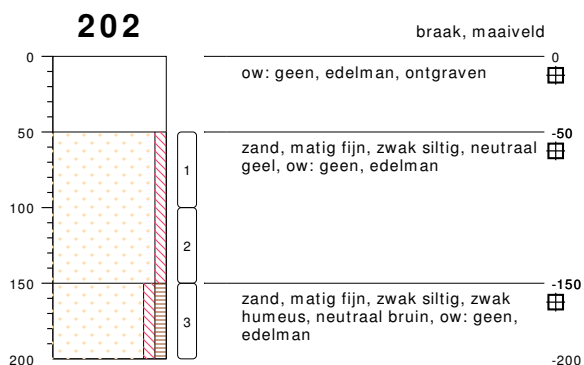 202
braak, maaiveld
0
0
ow: geen, edelman, ontgraven
50
-50
zand, matig fijn, zwak siltig, neutraal
geel, ow: geen, edelman
1
100
2
150
-150
zand, matig fijn, zwak siltig, zwak
humeus, neutraal bruin, ow: geen,
edelman
3
200
-200